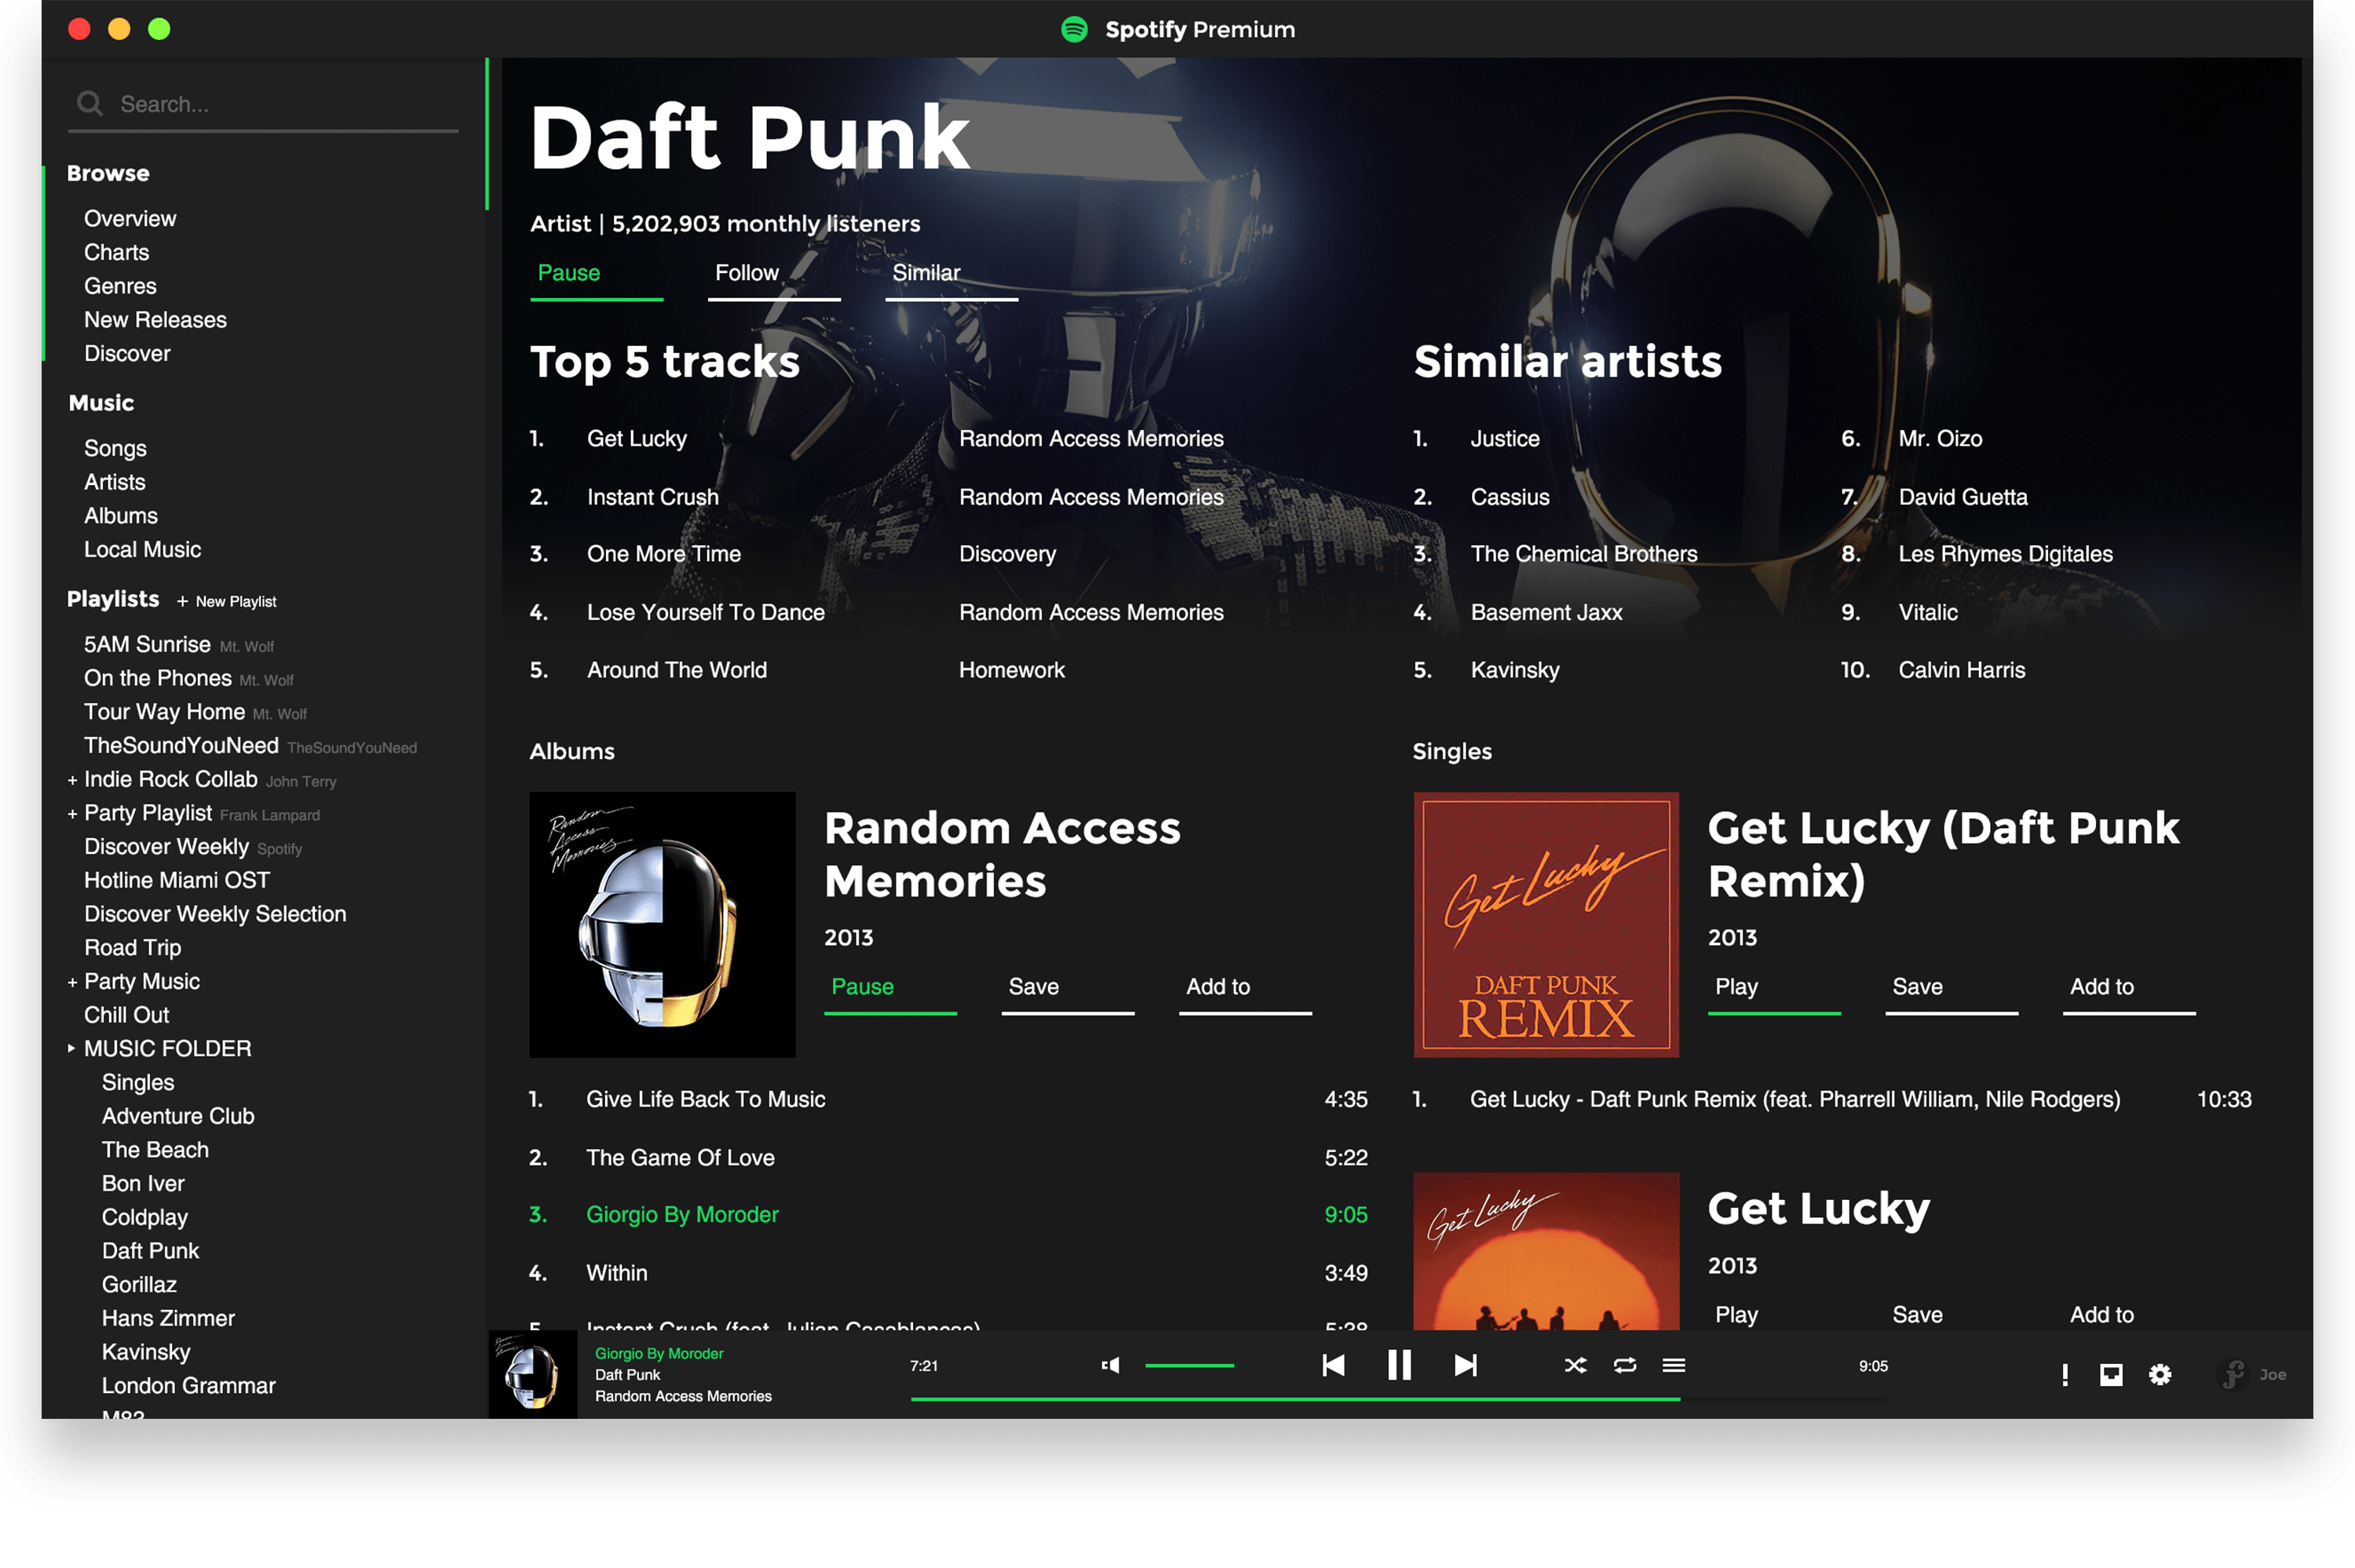 Spotify Premium
Search...
Browse
Overview
Charts
Genres
New Releases
Discover
Music
Songs
Artists
Albums
Local Music
Playlists + New Playlist
5AM Sunrise Mt. Wolf
On the Phones Mt. Wolf
Tour Way Home Mt. Wolf
TheSoundYouNeed TheSoundYouNeed
+ Indie Rock Collab John Terry
+ Party Playlist Frank Lampard
Discover Weekly Spotify
Hotline Miami OST
Discover Weekly Selection
Road Trip
+ Party Music
Chill Out
MUSIC FOLDER
Singles
Adventure Club
The Beach
Bon Iver
Coldplay
Daft Punk
Gorillaz
Hans Zimmer
Kavinsky
London Grammar
M83
Daft Punk
Artist | 5,202,903 monthly listeners
Pause Follow Similar
Top 5 tracks
1. Get Lucky Random Access Memories
2. Instant Crush Random Access Memories
3. One More Time Discovery
4. Lose Yourself To Dance Random Access Memories
5. Around The World Homework
Similar artists
1. Justice 6. Mr. Oizo
2. Cassius 7. David Guetta
3. The Chemical Brothers 8. Les Rhymes Digitales
4. Basement Jaxx 9. Vitalic
5. Kavinsky 10. Calvin Harris
Albums
Random
Access
Memories
Random Access
Memories
2013
Pause Save Add to
1. Give Life Back To Music 4:35
2. The Game Of Love 5:22
3. Giorgio By Moroder 9:05
4. Within 3:49
5. Instant Crush (feat. Julian Casablancas) 5:38
Singles
Get Lucky
DAFT PUNK
REMIX
Get Lucky (Daft Punk
Remix)
2013
Play Save Add to
1. Get Lucky - Daft Punk Remix (feat. Pharrell William, Nile Rodgers) 10:33
Get Lucky
Get Lucky
2013
Play Save Add to
Giorgio By Moroder
Daft Punk
Random Access Memories
7:21
9:05
Joe